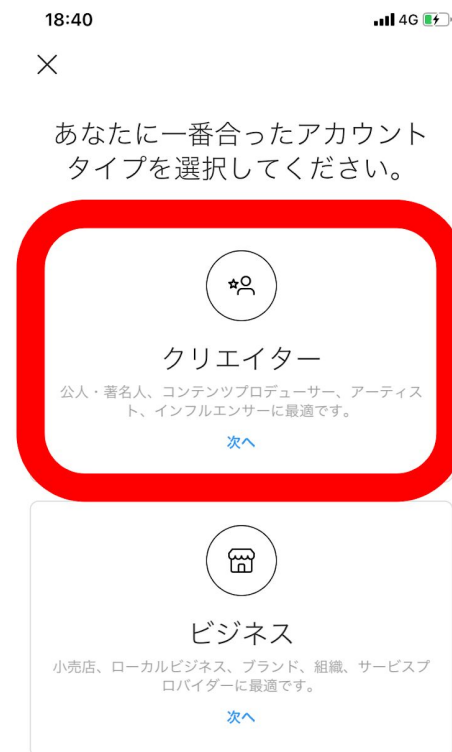 18:40
4G
あなたに一番合ったアカウント
タイプを選択してください。
クリエイター
公人・著名人、コンテンツプロデューサー、アーティス
ト、インフルエンサーに最適です。
次へ
ビジネス
小売店、ローカルビジネス、ブランド、組織、サービスプ
ロバイダーに最適です。
次へ